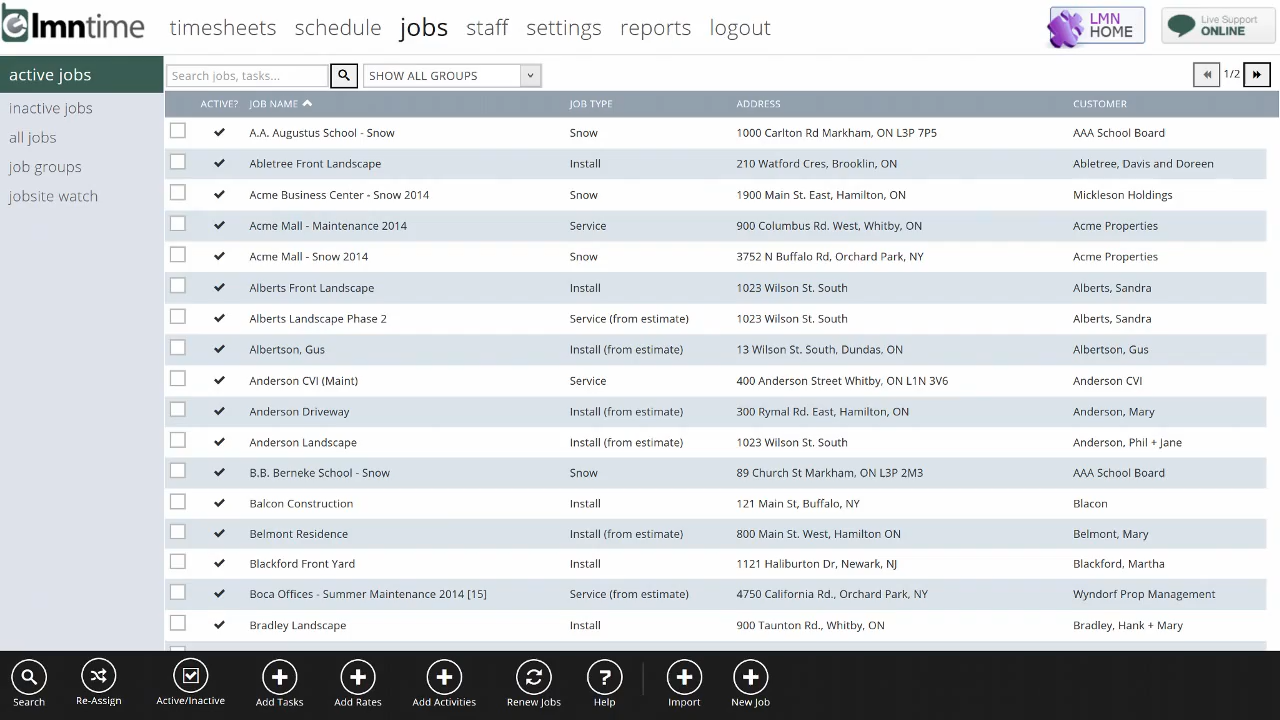 lmntime timesheets schedule jobs staff settings reports logout LMN HOME Live Support ONLINE
active jobs
inactive jobs
all jobs
job groups
jobsite watch
Search jobs, tasks... SHOW ALL GROUPS 1/2
ACTIVE? JOB NAME JOB TYPE ADDRESS CUSTOMER
A.A. Augustus School - Snow Snow 1000 Carlton Rd Markham, ON L3P 7P5 AAA School Board
Abletree Front Landscape Install 210 Watford Cres, Brooklin, ON Abletree, Davis and Doreen
Acme Business Center - Snow 2014 Snow 1900 Main St. East, Hamilton, ON Mickleson Holdings
Acme Mall - Maintenance 2014 Service 900 Columbus Rd. West, Whitby, ON Acme Properties
Acme Mall - Snow 2014 Snow 3752 N Buffalo Rd, Orchard Park, NY Acme Properties
Alberts Front Landscape Install 1023 Wilson St. South Alberts, Sandra
Alberts Landscape Phase 2 Service (from estimate) 1023 Wilson St. South Alberts, Sandra
Albertson, Gus Install (from estimate) 13 Wilson St. South, Dundas, ON Albertson, Gus
Anderson CVI (Maint) Service 400 Anderson Street Whitby, ON L1N 3V6 Anderson CVI
Anderson Driveway Install (from estimate) 300 Rymal Rd. East, Hamilton, ON Anderson, Mary
Anderson Landscape Install (from estimate) 1023 Wilson St. South Anderson, Phil + Jane
B.B. Berneke School - Snow Snow 89 Church St Markham, ON L3P 2M3 AAA School Board
Balcon Construction Install 121 Main St, Buffalo, NY Blacon
Belmont Residence Install (from estimate) 800 Main St. West, Hamilton ON Belmont, Mary
Blackford Front Yard Install 1121 Haliburton Dr, Newark, NJ Blackford, Martha
Boca Offices - Summer Maintenance 2014 [15] Service (from estimate) 4750 California Rd., Orchard Park, NY Wyndorf Prop Management
Bradley Landscape Install 900 Taunton Rd., Whitby, ON Bradley, Hank + Mary
Search Re-Assign Active/Inactive Add Tasks Add Rates Add Activities Renew Jobs Help Import New Job